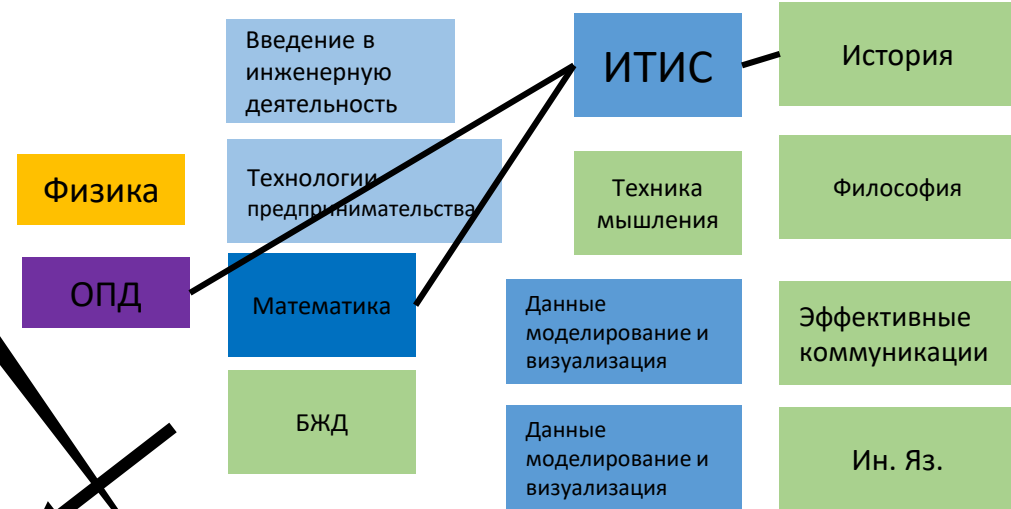 Введение в
инженерную
деятельность
ИТИС
История
Физика
Технологии
предпринимательства
Техника
мышления
Философия
ОПД
Математика
Данные
моделирование и
визуализация
Эффективные
коммуникации
БЖД
Данные
моделирование и
визуализация
Ин. Яз.